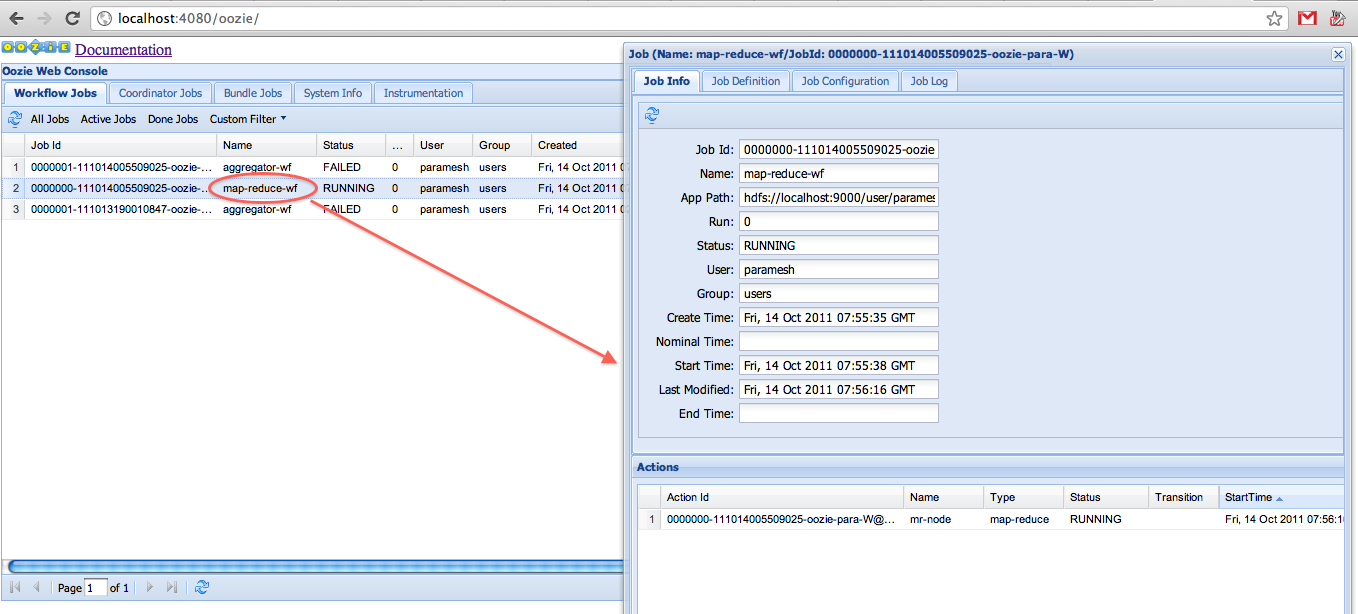 localhost:4080/oozie/
OOZIE Documentation
Oozie Web Console
Workflow Jobs Coordinator Jobs Bundle Jobs System Info Instrumentation
All Jobs Active Jobs Done Jobs Custom Filter
Job Id Name Status ... User Group Created
1 0000001-111014005509025-oozie-... aggregator-wf FAILED 0 paramesh users Fri, 14 Oct 2011
2 0000000-111014005509025-oozie-... map-reduce-wf RUNNING 0 paramesh users Fri, 14 Oct 2011
3 0000001-111013190010847-oozie-... aggregator-wf FAILED 0 paramesh users Fri, 14 Oct 2011
Page 1 of 1
Job (Name: map-reduce-wf/JobId: 0000000-111014005509025-oozie-para-W)
Job Info Job Definition Job Configuration Job Log
Job Id: 0000000-111014005509025-oozie
Name: map-reduce-wf
App Path: hdfs://localhost:9000/user/parames
Run: 0
Status: RUNNING
User: paramesh
Group: users
Create Time: Fri, 14 Oct 2011 07:55:35 GMT
Nominal Time:
Start Time: Fri, 14 Oct 2011 07:55:38 GMT
Last Modified: Fri, 14 Oct 2011 07:56:16 GMT
End Time:
Actions
Action Id Name Type Status Transition StartTime
1 0000000-111014005509025-oozie-para-W@... mr-node map-reduce RUNNING Fri, 14 Oct 2011 07:56:1